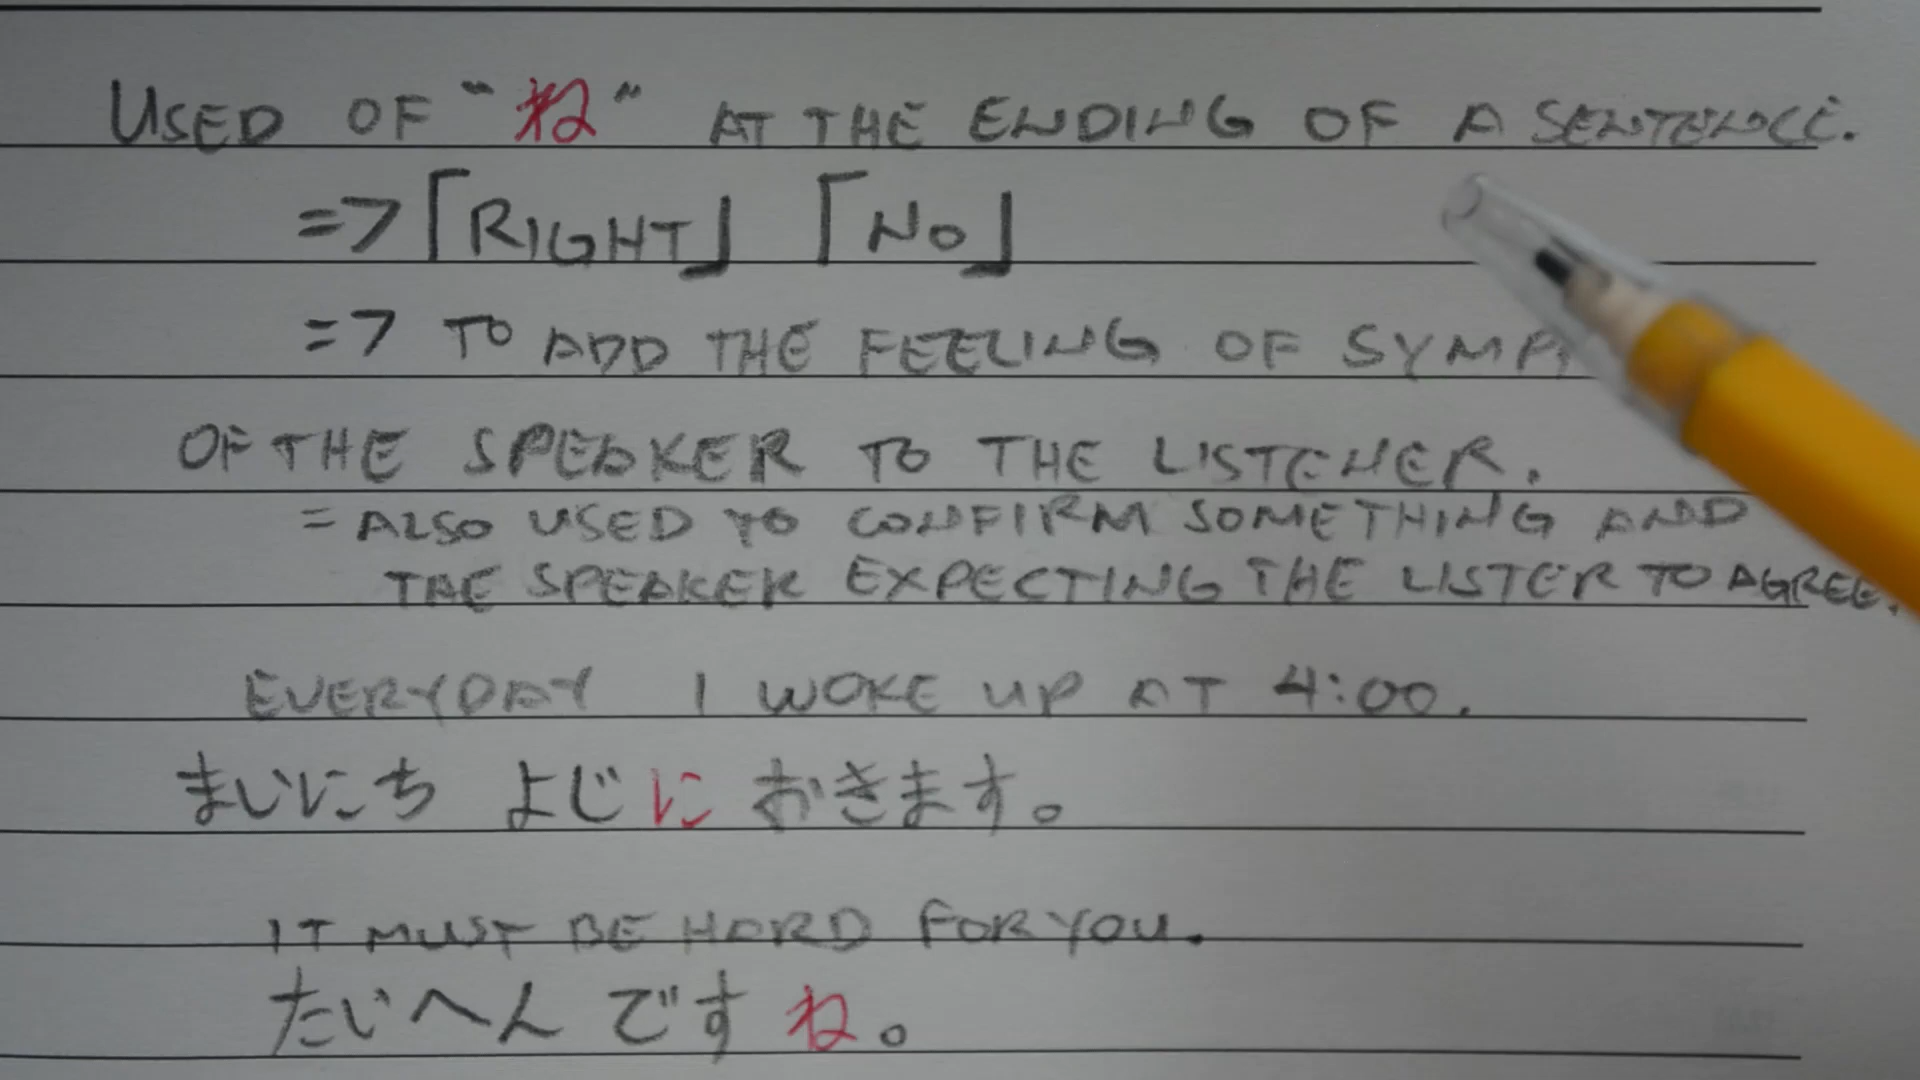 USED OF "ね" AT THE ENDING OF A SENTENCE.
=>「RIGHT」 「NO」
=> TO ADD THE FEELING OF
OF THE SPEAKER TO THE LISTENER.
= ALSO USED TO CONFIRM SOMETHING AND
THE SPEAKER EXPECTING THE LISTER TO AGREE.
EVERYDAY I WOKE UP AT 4:00.
まいにち よじに おきます。
IT MUST BE HARD FOR YOU.
たいへん ですね。